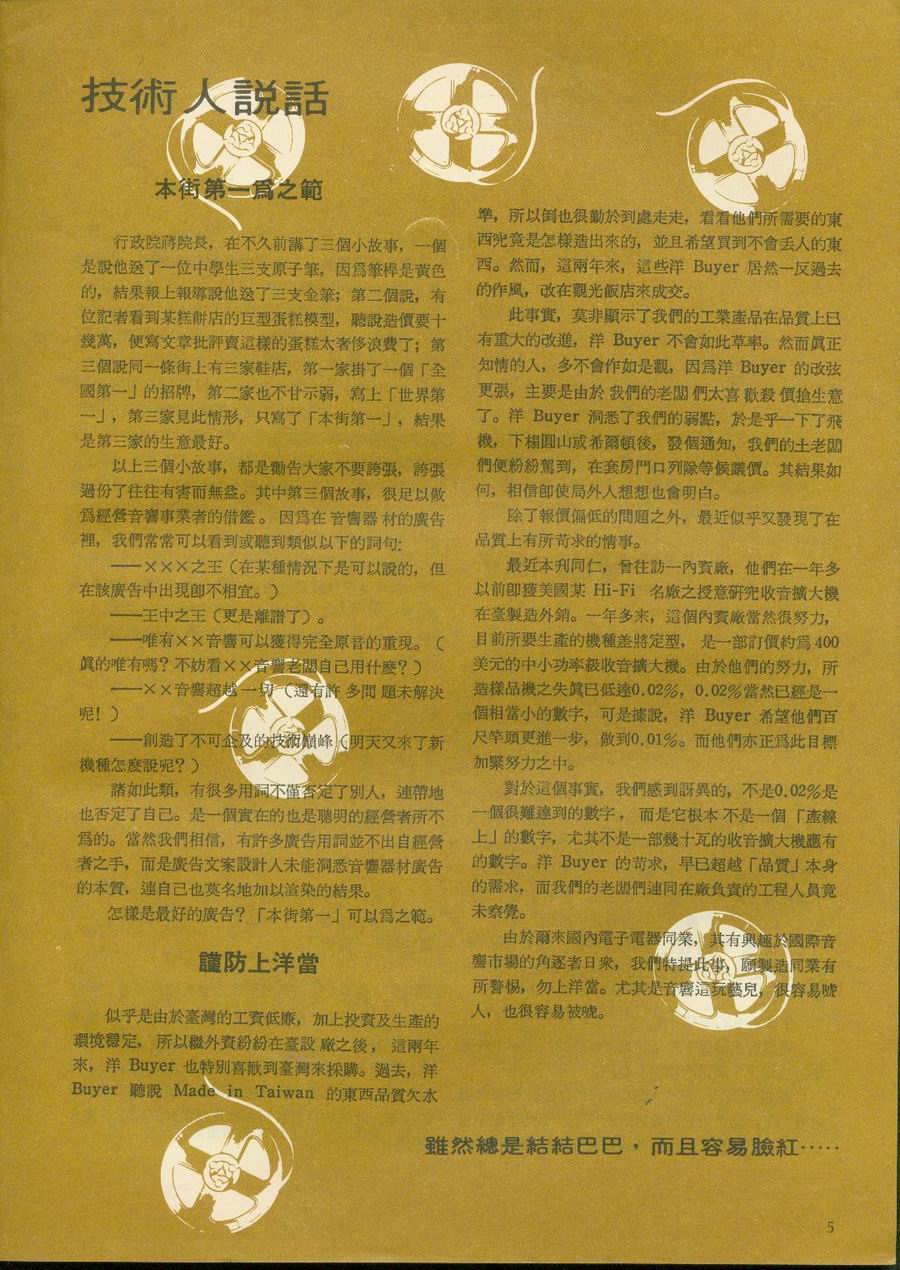 技術人説話
本街第一爲之範
行政院蔣院長，在不久前講了三個小故事，一個
是說他送了一位中學生三支原子筆，因爲筆桿是黃色
的，結果報上報導說他送了三支金筆；第二個說，有
位記者看到某糕餅店的巨型蛋糕模型，聽說造價要十
幾萬，便寫文章批評賣這樣的蛋糕太奢侈浪費了；第
三個說同一條街上有三家鞋店，第一家掛了一個「全
國第一」的招牌，第二家也不甘示弱，寫上「世界第
一」，第三家見此情形，只寫了「本街第一」，結果
是第三家的生意最好。
以上三個小故事，都是勸告大家不要誇張，誇張
過份了往往有害而無益。其中第三個故事，很足以做
爲經營音響事業者的借鑑。因爲在音響器材的廣告
裡，我們常常可以看到或聽到類似以下的詞句:
——×××之王（在某種情況下是可以說的，但
在該廣告中出現卽不相宜。）
——王中之王（更是離譜了）。
——唯有××音響可以獲得完全原音的重現。（
眞的唯有嗎？不妨看××音響老闆自己用什麼？）
——××音響超越一切（還有許多問題未解決
呢！）
——創造了不可企及的技術巔峰（明天又來了新
機種怎麼說呢？）
諸如此類，有很多用詞不僅否定了別人，連帶地
也否定了自己。是一個實在的也是聰明的經營者所不
爲的。當然我們相信，有許多廣告用詞並不出自經營
者之手，而是廣告文案設計人未能洞悉音響器材廣告
的本質，連自己也莫名地加以渲染的結果。
怎樣是最好的廣告？「本街第一」可以爲之範。
謹防上洋當
似乎是由於臺灣的工資低廉，加上投資及生產的
環境穩定，所以繼外資紛紛在臺設廠之後，這兩年
來，洋 Buyer 也特別喜歡到臺灣來採購。過去，洋
Buyer 聽說 Made in Taiwan 的東西品質欠水
準，所以倒也很勤於到處走走，看看他們所需要的東
西究竟是怎樣造出來的，並且希望買到不會丟人的東
西。然而，這兩年來，這些洋 Buyer 居然一反過去
的作風，改在觀光飯店來成交。
此事實，莫非顯示了我們的工業產品在品質上已
有重大的改進，洋 Buyer 不會如此草率。然而眞正
知情的人，多不會作如是觀，因爲洋 Buyer 的改弦
更張，主要是由於我們的老闆們太喜歡殺價搶生意
了。洋 Buyer 洞悉了我們的弱點，於是乎一下了飛
機，下榻圓山或希爾頓後，發個通知，我們的土老闆
們便紛紛駕到，在套房門口列隊等候議價。其結果如
何，相信卽使局外人想想也會明白。
除了報價偏低的問題之外，最近似乎又發現了在
品質上有所苛求的情事。
最近本刋同仁，曾往訪一內資廠，他們在一年多
以前卽獲美國某 Hi-Fi 名廠之授意硏究收音擴大機
在臺製造外銷。一年多來，這個內資廠當然很努力，
目前所要生產的機種差將定型，是一部訂價約爲400
美元的中小功率級收音擴大機。由於他們的努力，所
造樣品機之失眞已低達0.02％，0.02％當然已經是一
個相當小的數字，可是據說，洋 Buyer 希望他們百
尺竿頭更進一步，做到0.01％。而他們亦正爲此目標
加緊努力之中。
對於這個事實，我們感到訝異的，不是0.02％是
一個很難達到的數字，而是它根本不是一個「產線
上」的數字，尤其不是一部幾十瓦的收音擴大機應有
的數字。洋 Buyer 的苛求，早已超越「品質」本身
的需求，而我們的老闆們連同在廠負責的工程人員竟
未察覺。
由於爾來國內電子電器同業，其有興趣於國際音
響市場的角逐者日衆，我們特提此事，願製造同業有
所警惕，勿上洋當。尤其是音響這玩藝兒，很容易唬
人，也很容易被唬。
雖然總是結結巴巴，而且容易臉紅·····
5